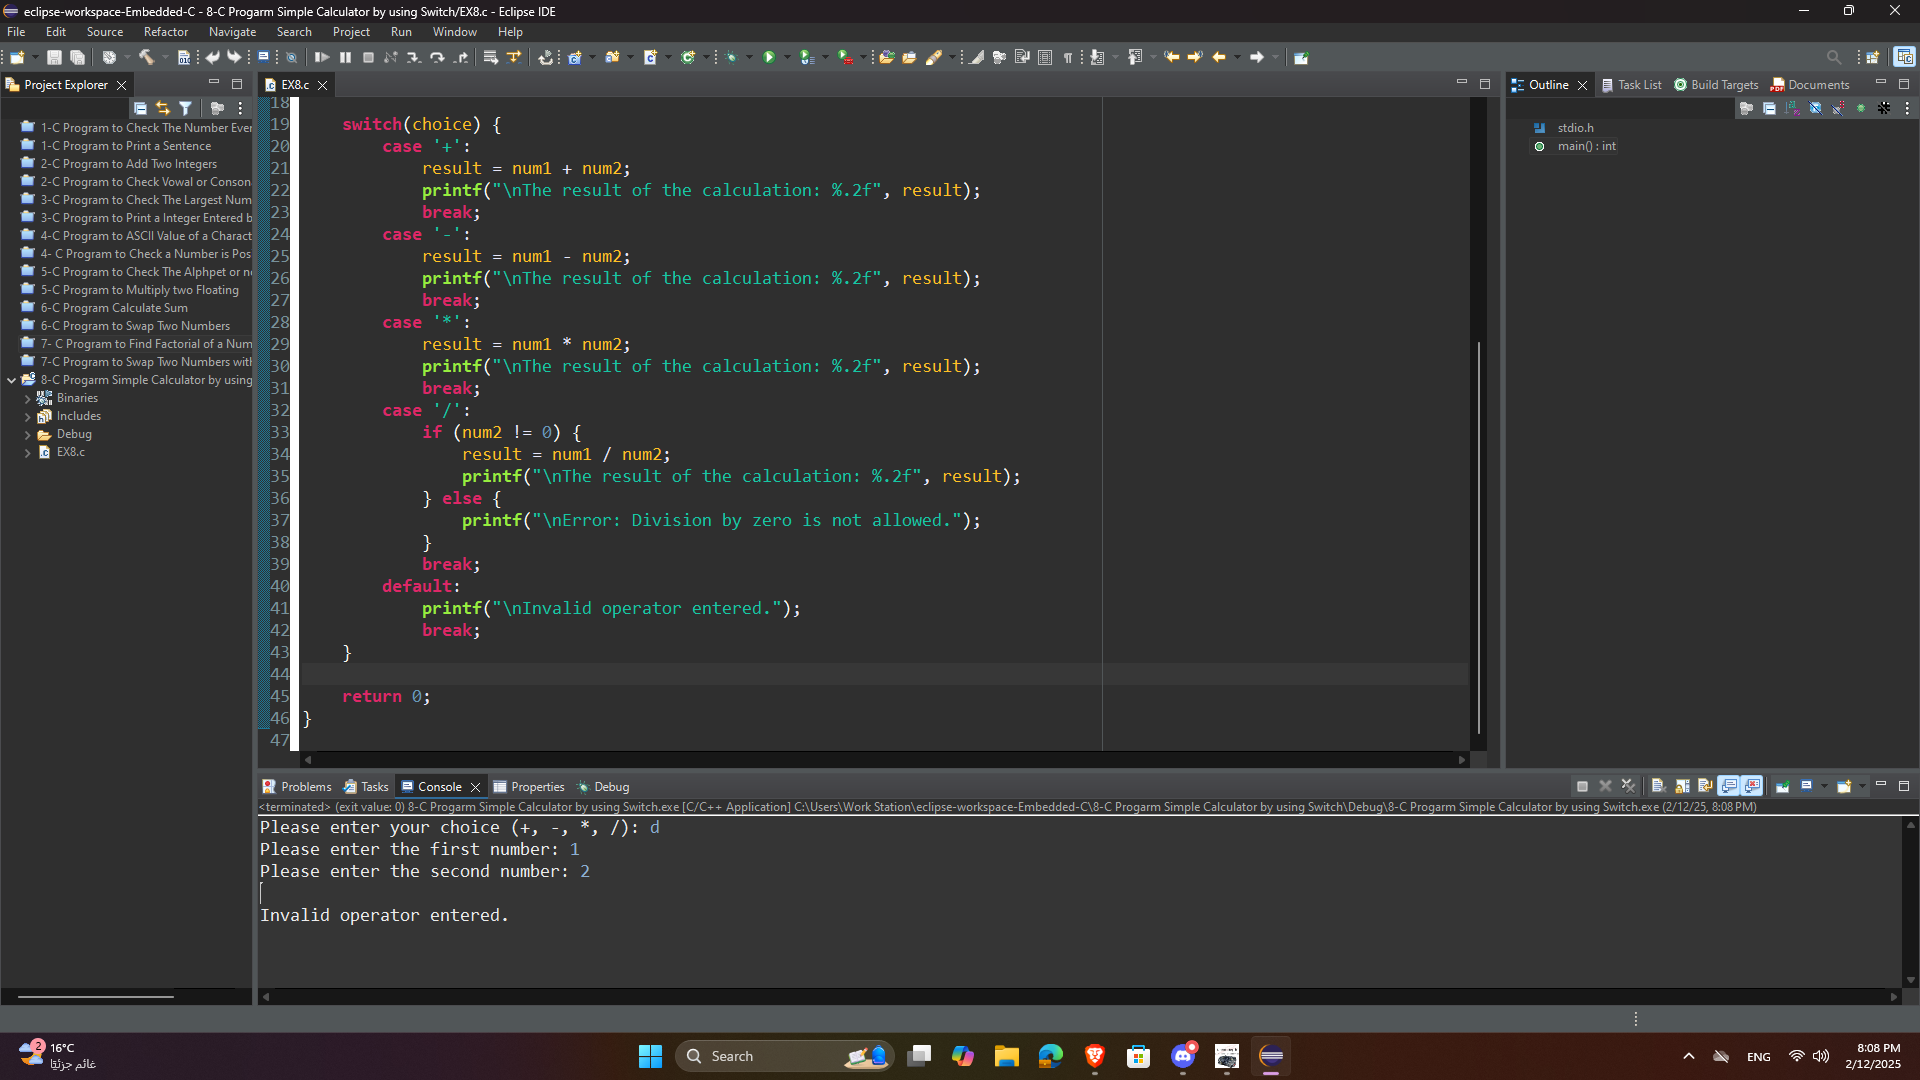 eclipse-workspace-Embedded-C - 8-C Progarm Simple Calculator by using Switch/EX8.c - Eclipse IDE
File Edit Source Refactor Navigate Search Project Run Window Help
Project Explorer
1-C Program to Check The Number Ever
1-C Program to Print a Sentence
2-C Program to Add Two Integers
2-C Program to Check Vowal or Conson
3-C Program to Check The Largest Num
3-C Program to Print a Integer Entered b
4-C Program to ASCII Value of a Charact
4- C Program to Check a Number is Pos
5-C Program to Check The Alphpet or n
5-C Program to Multiply two Floating
6-C Program Calculate Sum
6-C Program to Swap Two Numbers
7- C Program to Find Factorial of a Num
7-C Program to Swap Two Numbers with
8-C Progarm Simple Calculator by using
Binaries
Includes
Debug
EX8.c
EX8.c
18
19 switch(choice) {
20 case '+':
21 result = num1 + num2;
22 printf("\nThe result of the calculation: %.2f", result);
23 break;
24 case '-':
25 result = num1 - num2;
26 printf("\nThe result of the calculation: %.2f", result);
27 break;
28 case '*':
29 result = num1 * num2;
30 printf("\nThe result of the calculation: %.2f", result);
31 break;
32 case '/':
33 if (num2 != 0) {
34 result = num1 / num2;
35 printf("\nThe result of the calculation: %.2f", result);
36 } else {
37 printf("\nError: Division by zero is not allowed.");
38 }
39 break;
40 default:
41 printf("\nInvalid operator entered.");
42 break;
43 }
44
45 return 0;
46 }
47
Outline Task List Build Targets Documents
stdio.h
main() : int
Problems Tasks Console Properties Debug
<terminated> (exit value: 0) 8-C Progarm Simple Calculator by using Switch.exe [C/C++ Application] C:\Users\Work Station\eclipse-workspace-Embedded-C\8-C Progarm Simple Calculator by using Switch\Debug\8-C Progarm Simple Calculator by using Switch.exe (2/12/25, 8:08 PM)
Please enter your choice (+, -, *, /): d
Please enter the first number: 1
Please enter the second number: 2
Invalid operator entered.
2
16°C
غائم جزئيًا
Search
ENG
8:08 PM
2/12/2025